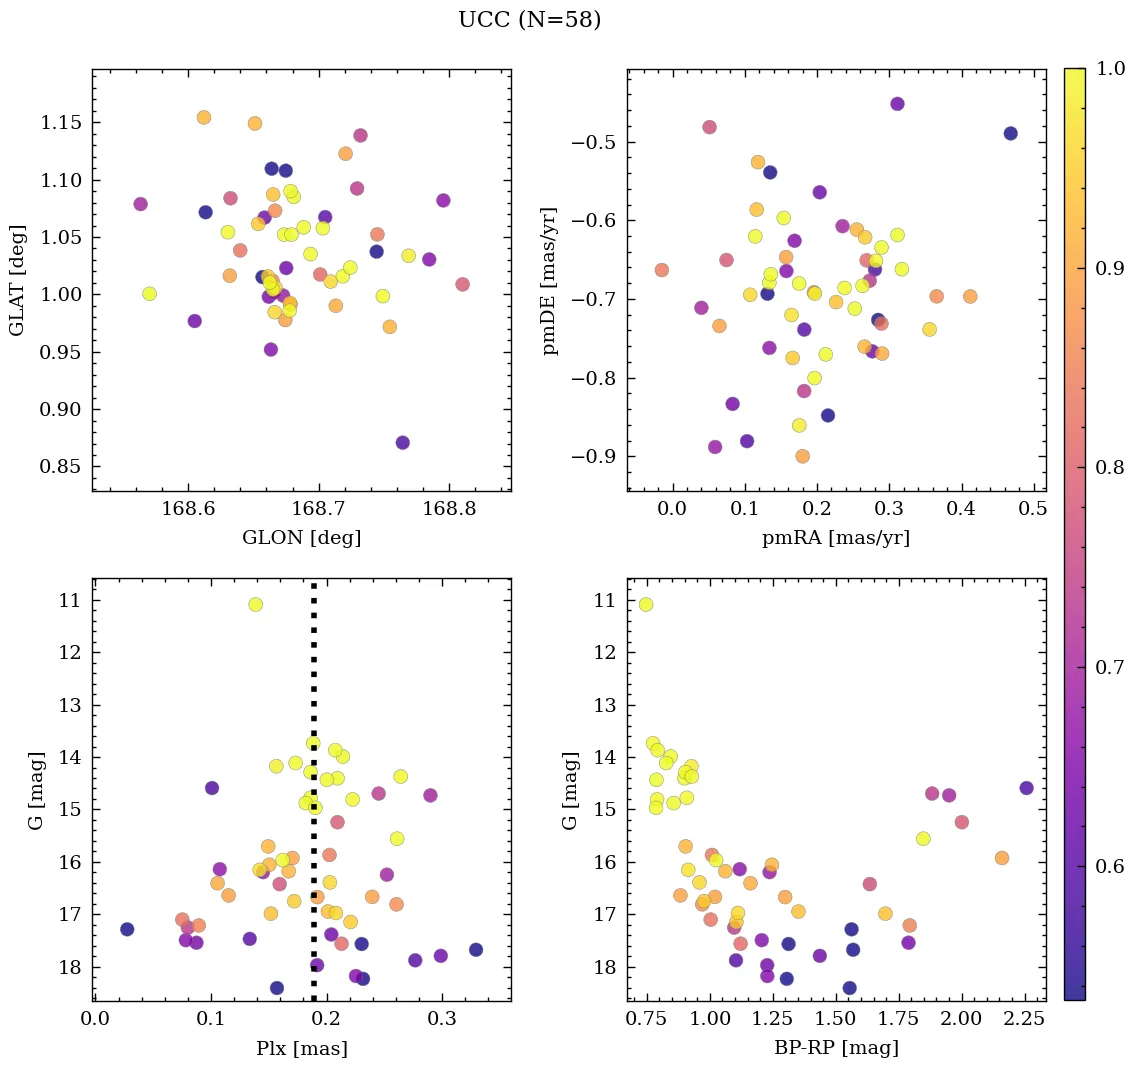 UCC (N=58)
1.15
1.10
1.05
1.00
0.95
0.90
0.85
GLAT [deg]
168.6 168.7 168.8
GLON [deg]
−0.5
−0.6
−0.7
−0.8
−0.9
pmDE [mas/yr]
0.0 0.1 0.2 0.3 0.4 0.5
pmRA [mas/yr]
11
12
13
14
15
16
17
18
G [mag]
0.0 0.1 0.2 0.3
Plx [mas]
11
12
13
14
15
16
17
18
G [mag]
0.75 1.00 1.25 1.50 1.75 2.00 2.25
BP-RP [mag]
1.0
0.9
0.8
0.7
0.6